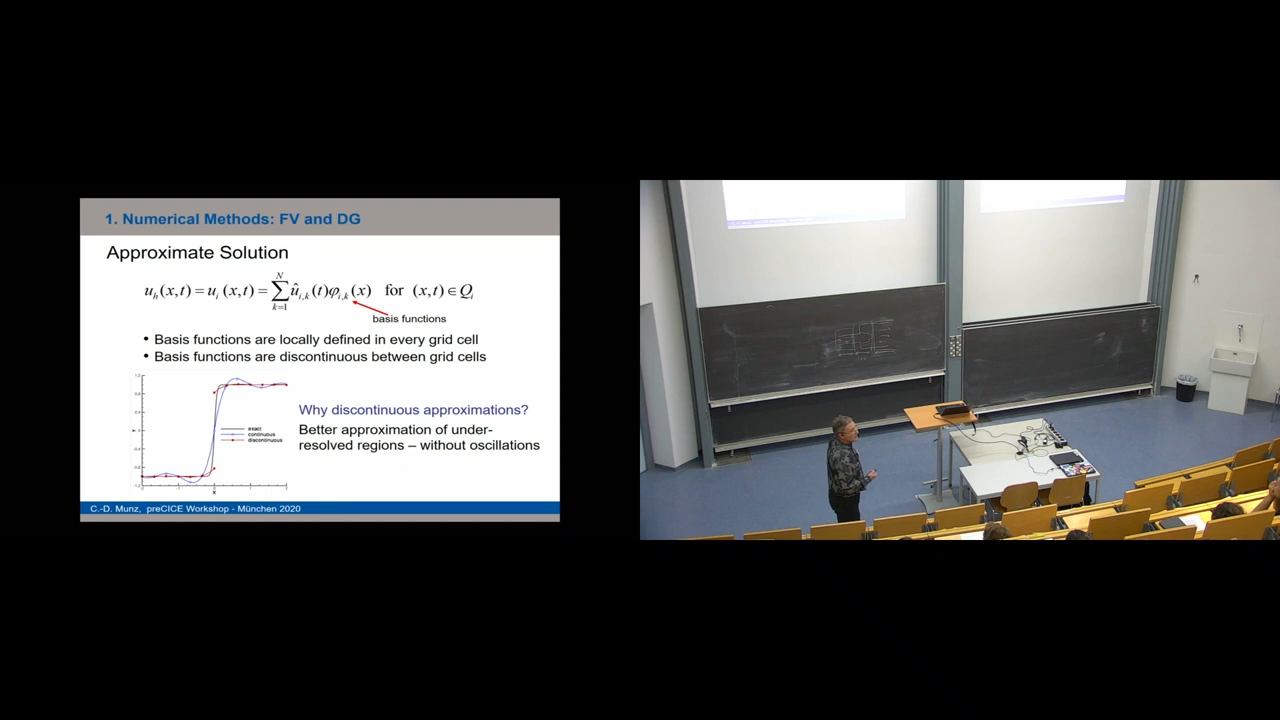 1. Numerical Methods: FV and DG
Approximate Solution
u_h(x,t) = u_i(x,t) = \sum_{k=1}^{N} \hat{u}_{i,k}(t) φ_{i,k}(x) for (x,t) ∈ Q_i
basis functions
• Basis functions are locally defined in every grid cell
• Basis functions are discontinuous between grid cells
Why discontinuous approximations?
Better approximation of under-
resolved regions – without oscillations
exact
continuous
discontinuous
x
C.-D. Munz, preCICE Workshop - München 2020